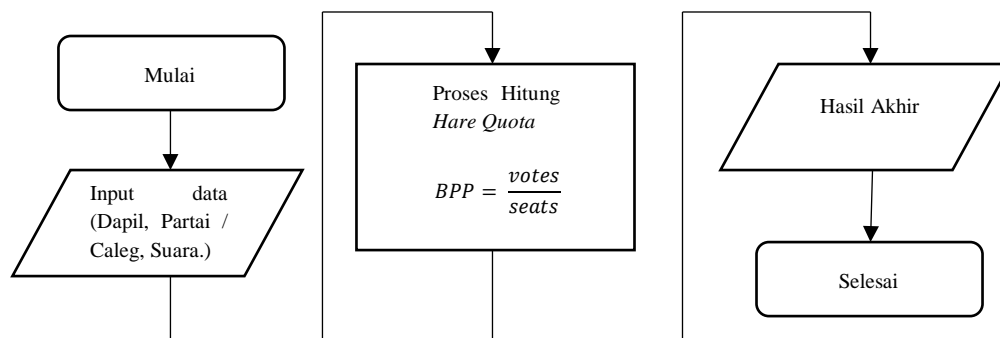 Mulai
Input data
(Dapil, Partai /
Caleg, Suara.)
Proses Hitung
Hare Quota
BPP = votes / seats
Hasil Akhir
Selesai